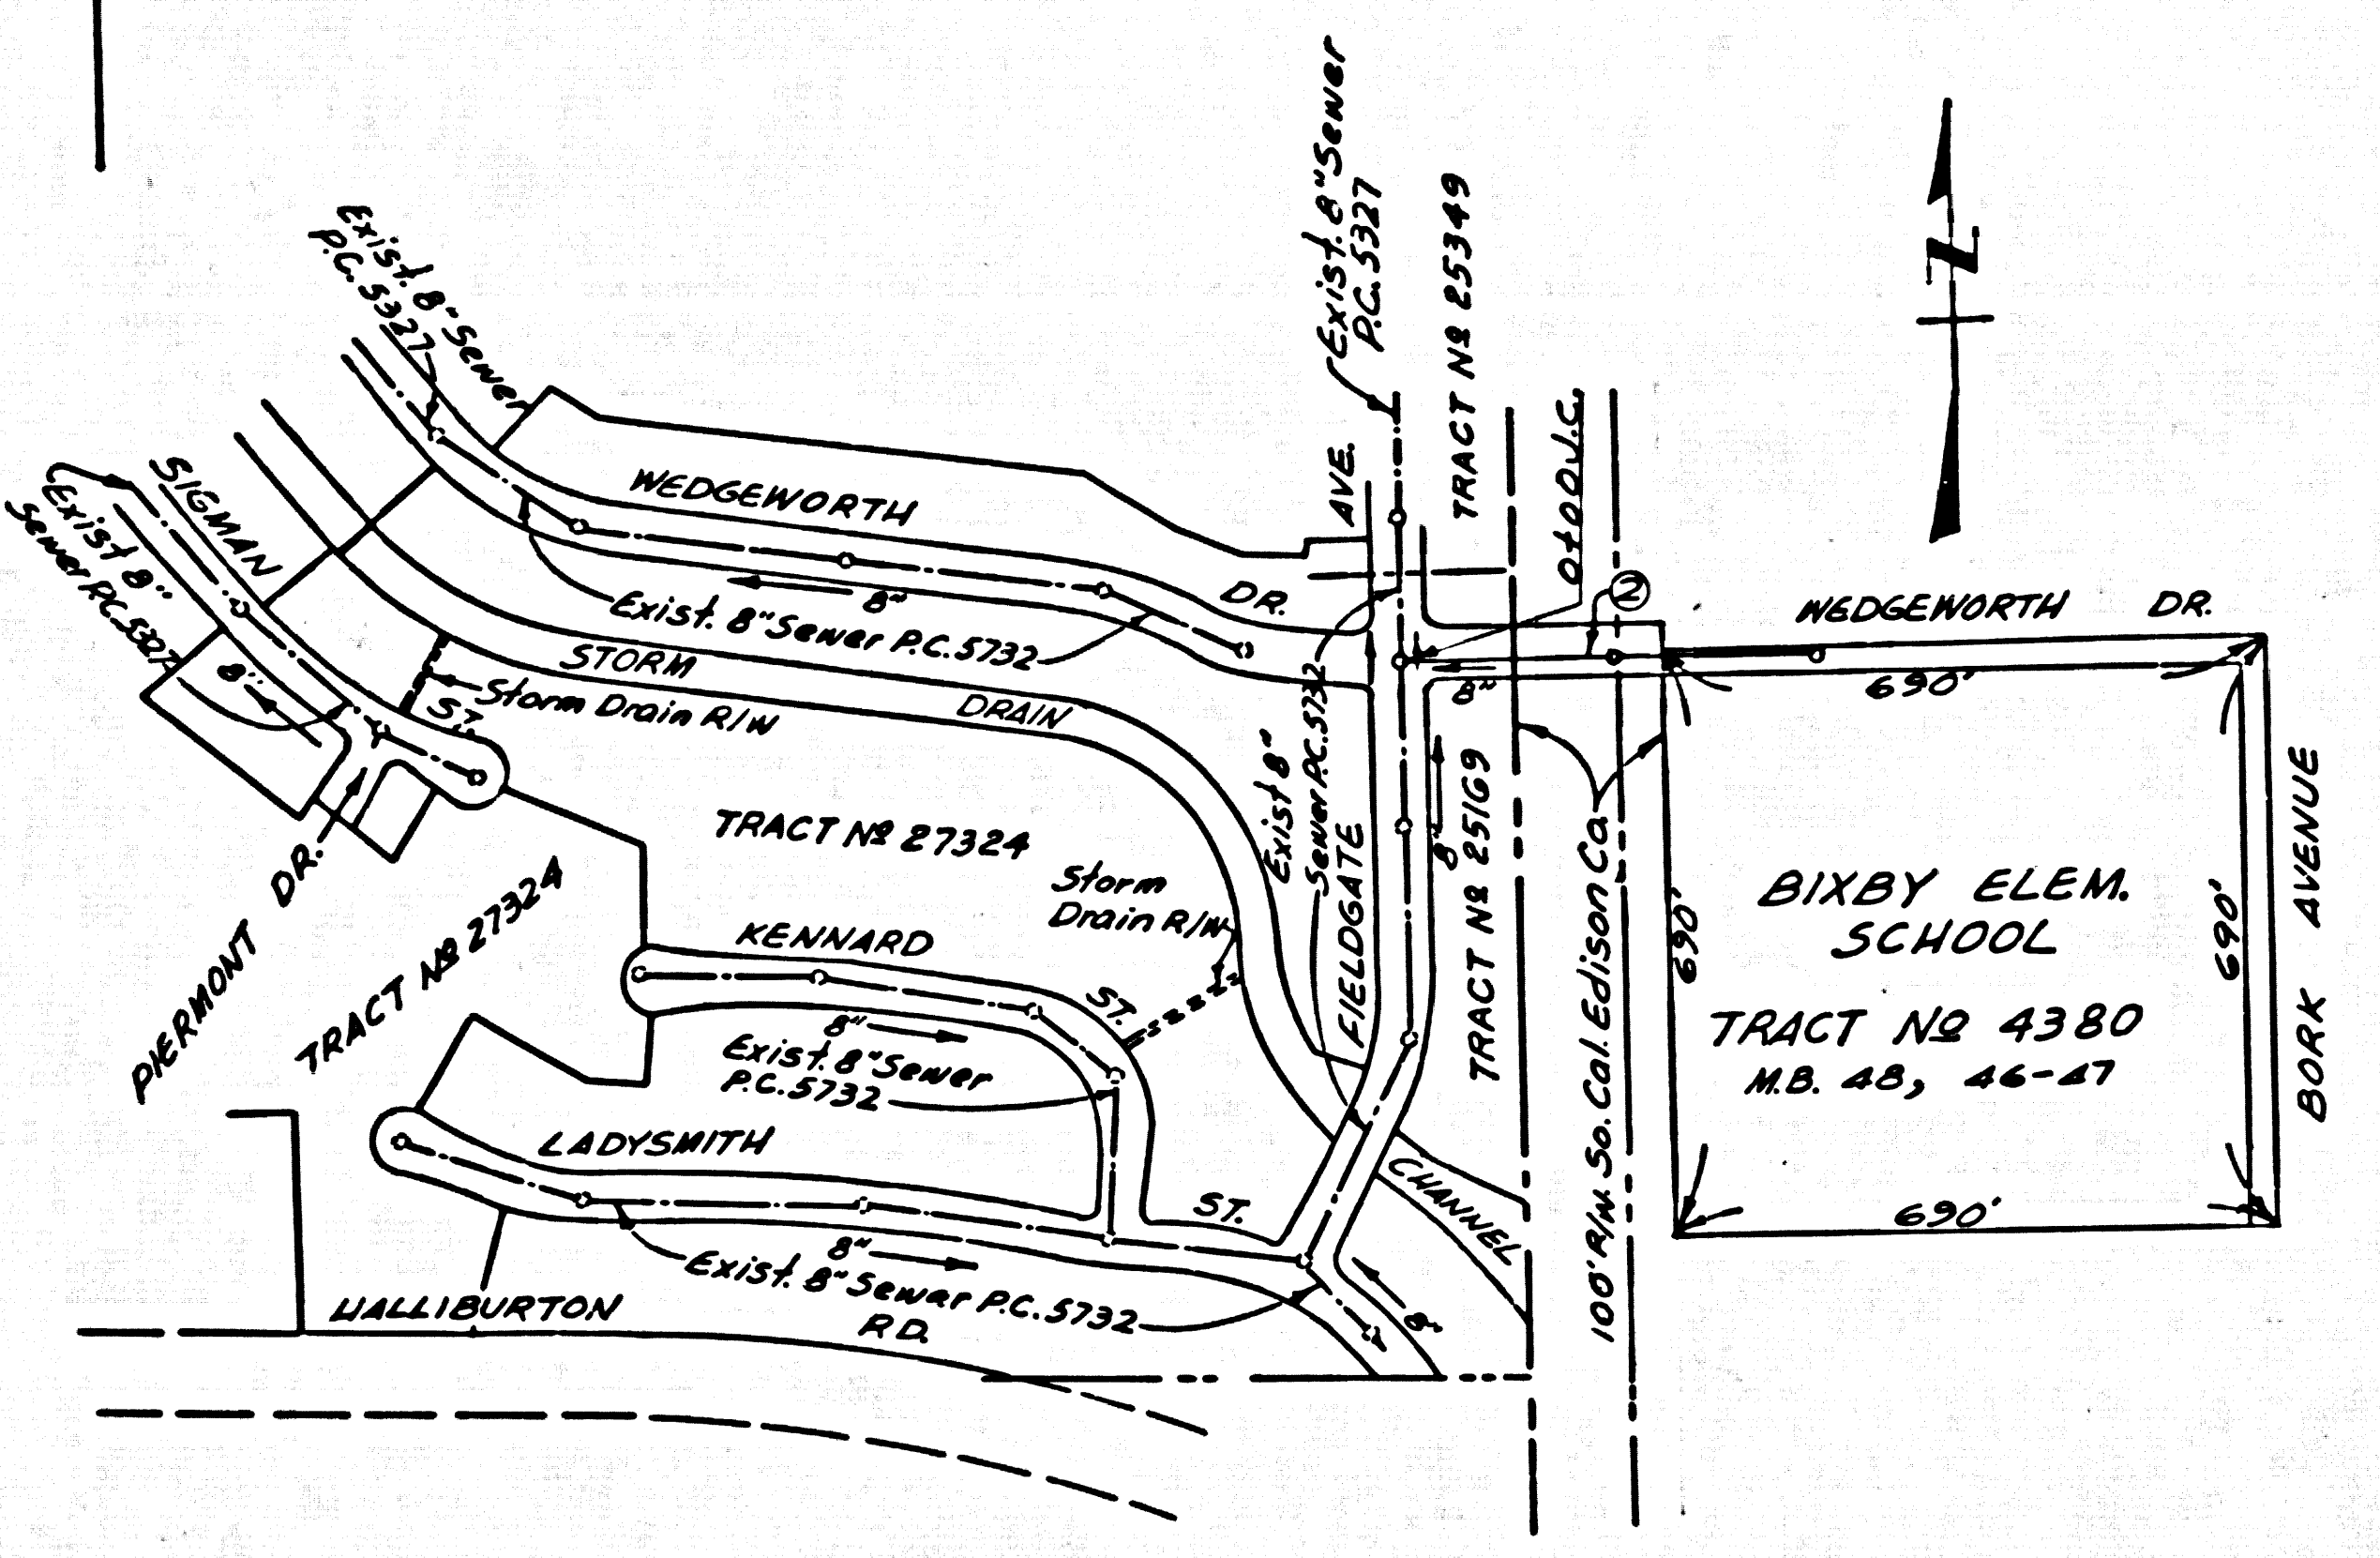 Exist. 8" Sewer
P.C. 5327
Exist. 8" Sewer
P.C. 5327
TRACT Nº 25349
AVE.
N
SIGMAN
ST.
Exist 8"
Sewer P.C. 5327
8"
WEDGEWORTH
DR.
8"
Exist. 8" Sewer P.C. 5732
STORM
DRAIN
Storm Drain R/W
2
WEDGEWORTH DR.
8"
690'
Exist 8"
Sewer P.C. 5732
FIELDGATE
8"
TRACT Nº 25169
100' R/W. So. Cal. Edison Co.
TRACT Nº 27324
PIERMONT DR.
TRACT Nº 27324
Storm
Drain R/W
KENNARD
ST.
8"
Exist. 8" Sewer
P.C. 5732
690'
BIXBY ELEM.
SCHOOL
TRACT Nº 4380
M.B. 48, 46-47
690'
BORK AVENUE
690'
LADYSMITH
ST.
CHANNEL
8"
Exist. 8" Sewer P.C. 5732
8"
HALLIBURTON
RD.